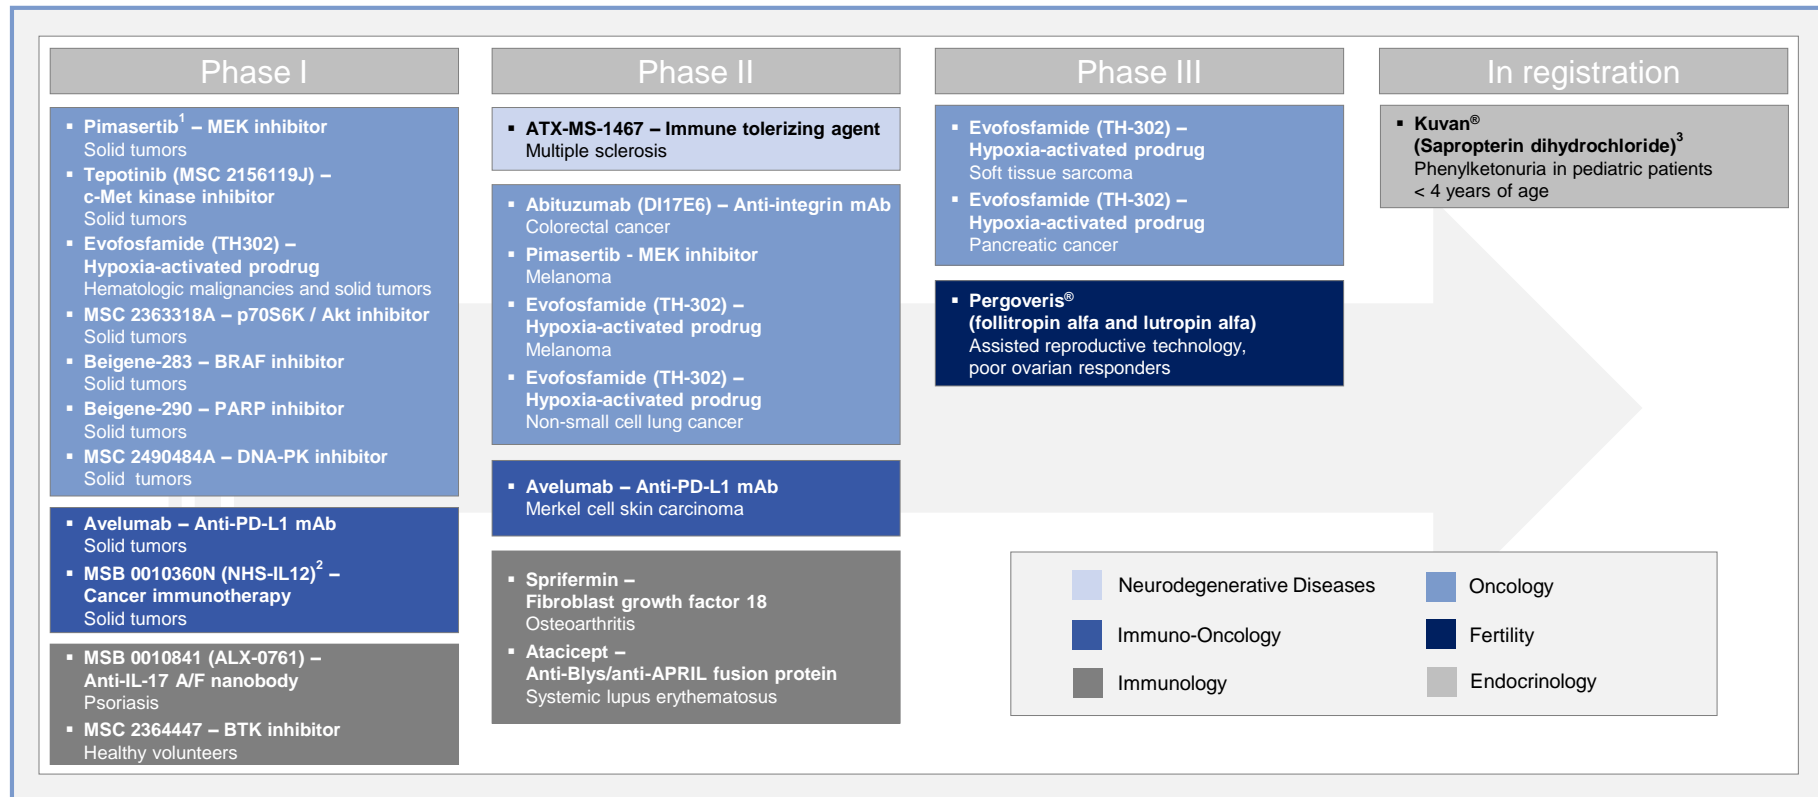 Phase I
▪ Pimasertib¹ – MEK inhibitor
Solid tumors
▪ Tepotinib (MSC 2156119J) –
c-Met kinase inhibitor
Solid tumors
▪ Evofosfamide (TH302) –
Hypoxia-activated prodrug
Hematologic malignancies and solid tumors
▪ MSC 2363318A – p70S6K / Akt inhibitor
Solid tumors
▪ Beigene-283 – BRAF inhibitor
Solid tumors
▪ Beigene-290 – PARP inhibitor
Solid tumors
▪ MSC 2490484A – DNA-PK inhibitor
Solid tumors
▪ Avelumab – Anti-PD-L1 mAb
Solid tumors
▪ MSB 0010360N (NHS-IL12)² –
Cancer immunotherapy
Solid tumors
▪ MSB 0010841 (ALX-0761) –
Anti-IL-17 A/F nanobody
Psoriasis
▪ MSC 2364447 – BTK inhibitor
Healthy volunteers
Phase II
▪ ATX-MS-1467 – Immune tolerizing agent
Multiple sclerosis
▪ Abituzumab (DI17E6) – Anti-integrin mAb
Colorectal cancer
▪ Pimasertib - MEK inhibitor
Melanoma
▪ Evofosfamide (TH-302) –
Hypoxia-activated prodrug
Melanoma
▪ Evofosfamide (TH-302) –
Hypoxia-activated prodrug
Non-small cell lung cancer
▪ Avelumab – Anti-PD-L1 mAb
Merkel cell skin carcinoma
▪ Sprifermin –
Fibroblast growth factor 18
Osteoarthritis
▪ Atacicept –
Anti-Blys/anti-APRIL fusion protein
Systemic lupus erythematosus
Phase III
▪ Evofosfamide (TH-302) –
Hypoxia-activated prodrug
Soft tissue sarcoma
▪ Evofosfamide (TH-302) –
Hypoxia-activated prodrug
Pancreatic cancer
▪ Pergoveris®
(follitropin alfa and lutropin alfa)
Assisted reproductive technology,
poor ovarian responders
In registration
▪ Kuvan®
(Sapropterin dihydrochloride)³
Phenylketonuria in pediatric patients
< 4 years of age
Neurodegenerative Diseases
Oncology
Immuno-Oncology
Fertility
Immunology
Endocrinology